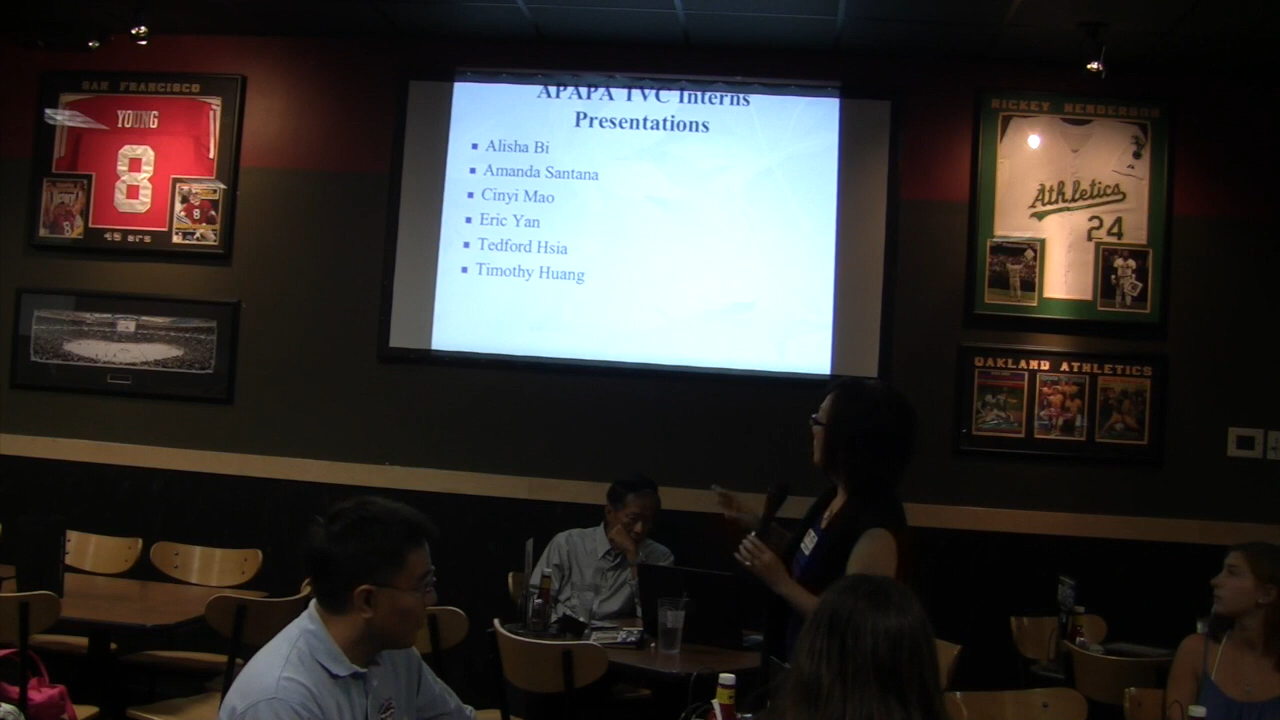 SAN FRANCISCO
YOUNG
8
8
49 ers
APAPA TVC Interns
Presentations
Alisha Bi
Amanda Santana
Cinyi Mao
Eric Yan
Tedford Hsia
Timothy Huang
RICKEY HENDERSON
Athletics
24
OAKLAND ATHLETICS